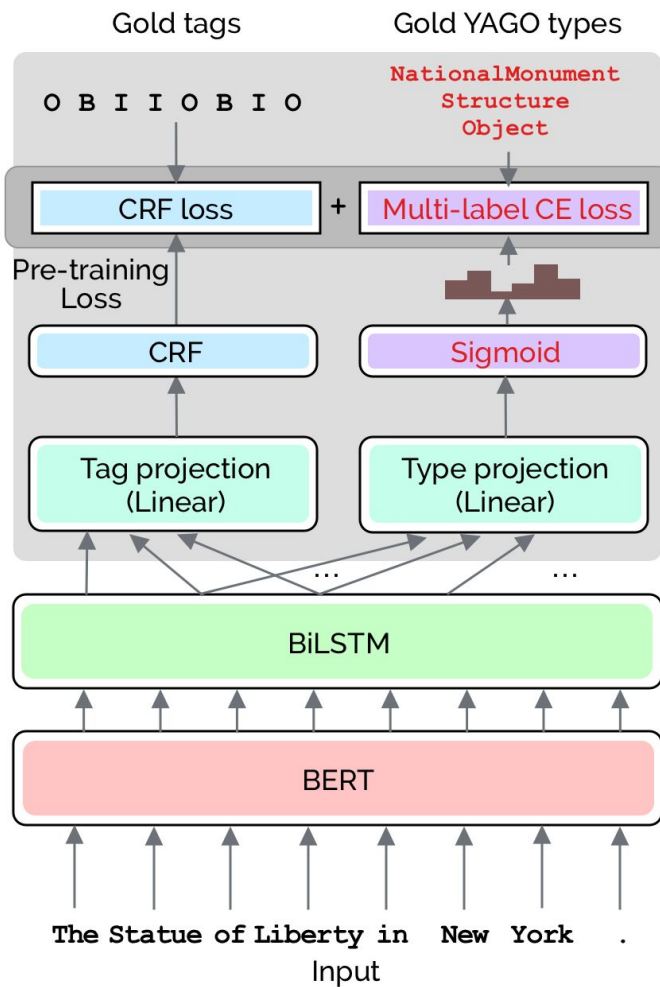 Gold tags Gold YAGO types
O B I I O B I O
NationalMonument
Structure
Object
CRF loss + Multi-label CE loss
Pre-training
Loss
CRF Sigmoid
Tag projection
(Linear)
Type projection
(Linear)
... ...
BiLSTM
BERT
The Statue of Liberty in New York .
Input